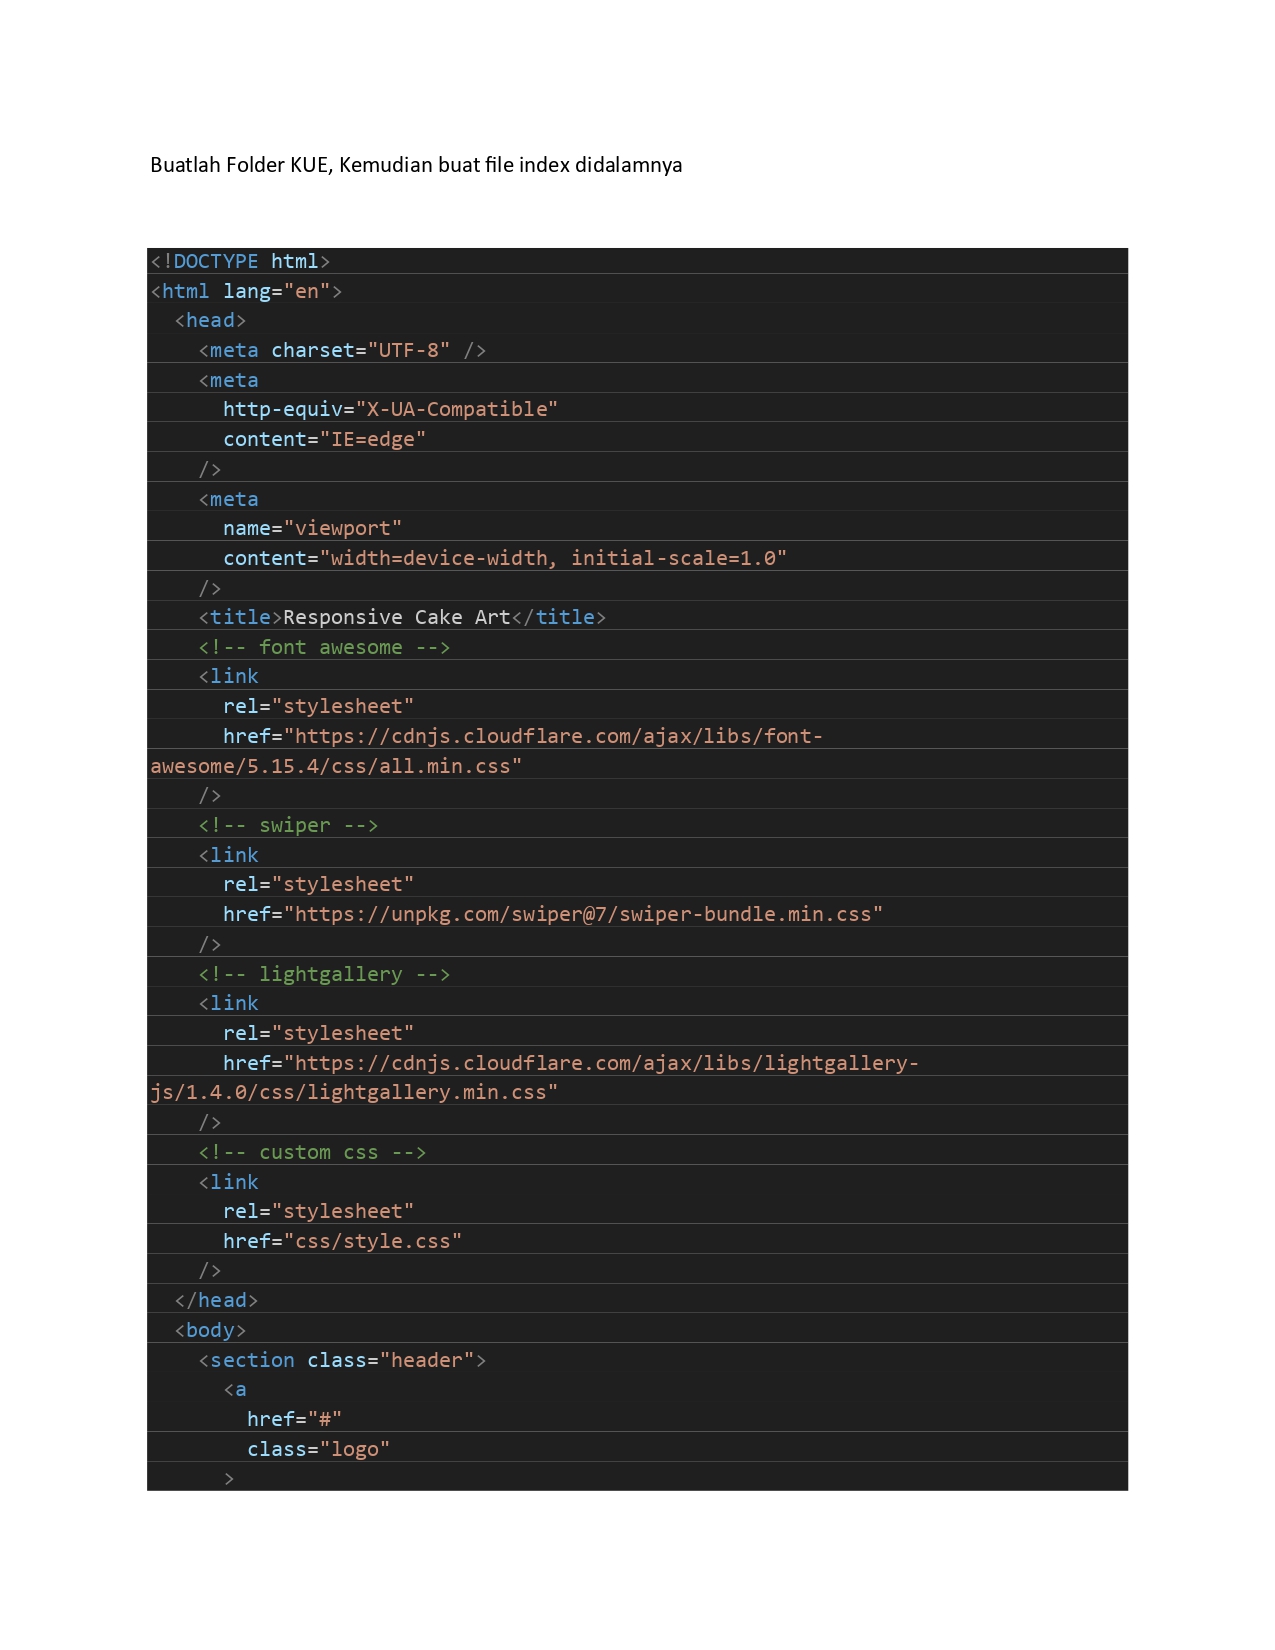 Buatlah Folder KUE, Kemudian buat file index didalamnya
<!DOCTYPE html>
<html lang="en">
  <head>
    <meta charset="UTF-8" />
    <meta
      http-equiv="X-UA-Compatible"
      content="IE=edge"
    />
    <meta
      name="viewport"
      content="width=device-width, initial-scale=1.0"
    />
    <title>Responsive Cake Art</title>
    <!-- font awesome -->
    <link
      rel="stylesheet"
      href="https://cdnjs.cloudflare.com/ajax/libs/font-
awesome/5.15.4/css/all.min.css"
    />
    <!-- swiper -->
    <link
      rel="stylesheet"
      href="https://unpkg.com/swiper@7/swiper-bundle.min.css"
    />
    <!-- lightgallery -->
    <link
      rel="stylesheet"
      href="https://cdnjs.cloudflare.com/ajax/libs/lightgallery-
js/1.4.0/css/lightgallery.min.css"
    />
    <!-- custom css -->
    <link
      rel="stylesheet"
      href="css/style.css"
    />
  </head>
  <body>
    <section class="header">
      <a
        href="#"
        class="logo"
      >